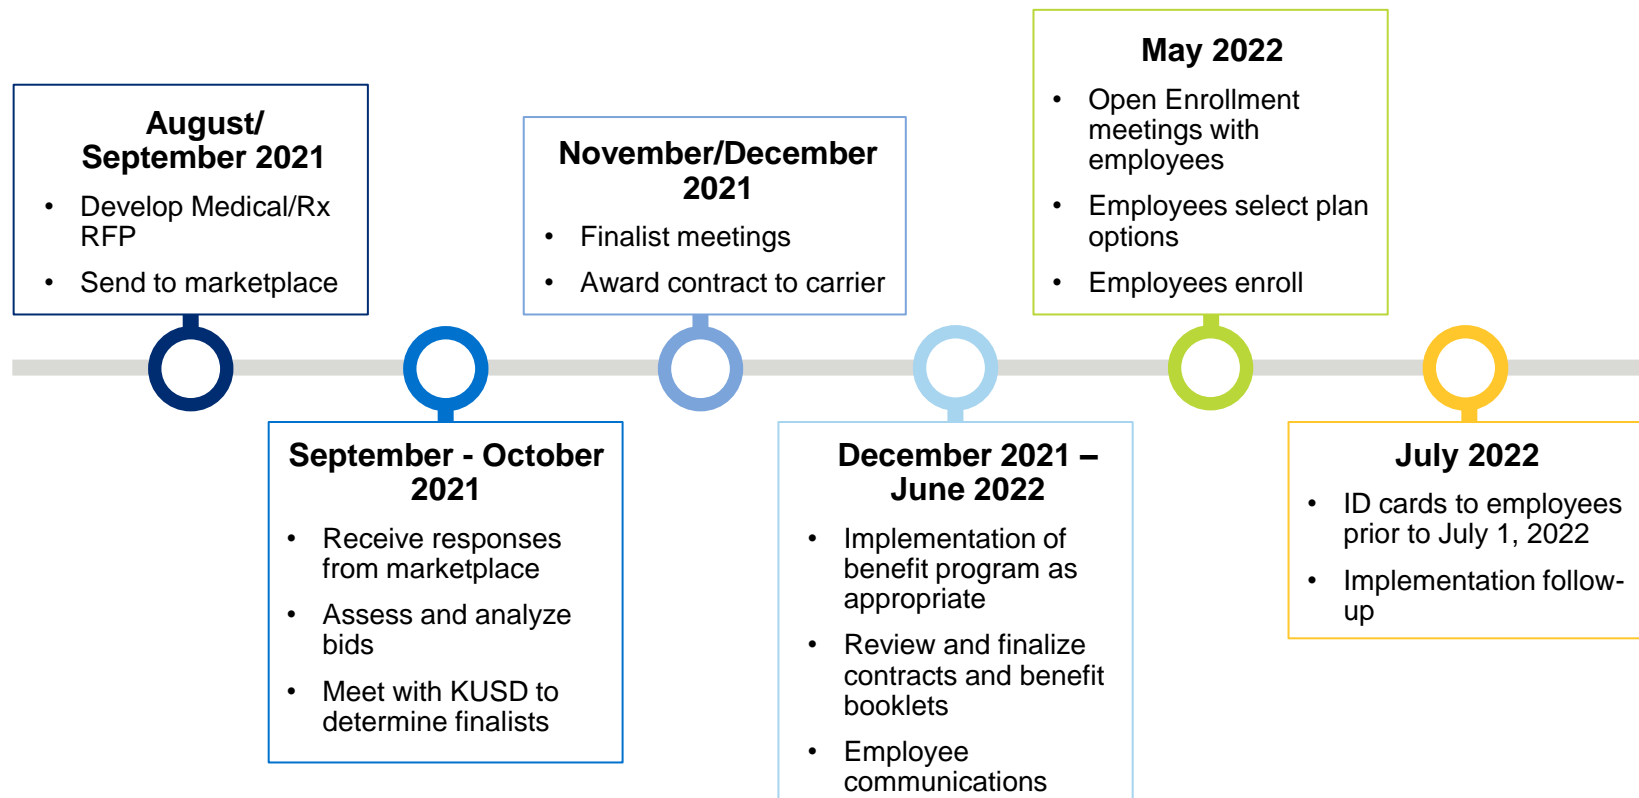 August/
September 2021
• Develop Medical/Rx
RFP
• Send to marketplace
September - October
2021
• Receive responses
from marketplace
• Assess and analyze
bids
• Meet with KUSD to
determine finalists
November/December
2021
• Finalist meetings
• Award contract to carrier
December 2021 –
June 2022
• Implementation of
benefit program as
appropriate
• Review and finalize
contracts and benefit
booklets
• Employee
communications
May 2022
• Open Enrollment
meetings with
employees
• Employees select plan
options
• Employees enroll
July 2022
• ID cards to employees
prior to July 1, 2022
• Implementation follow-
up